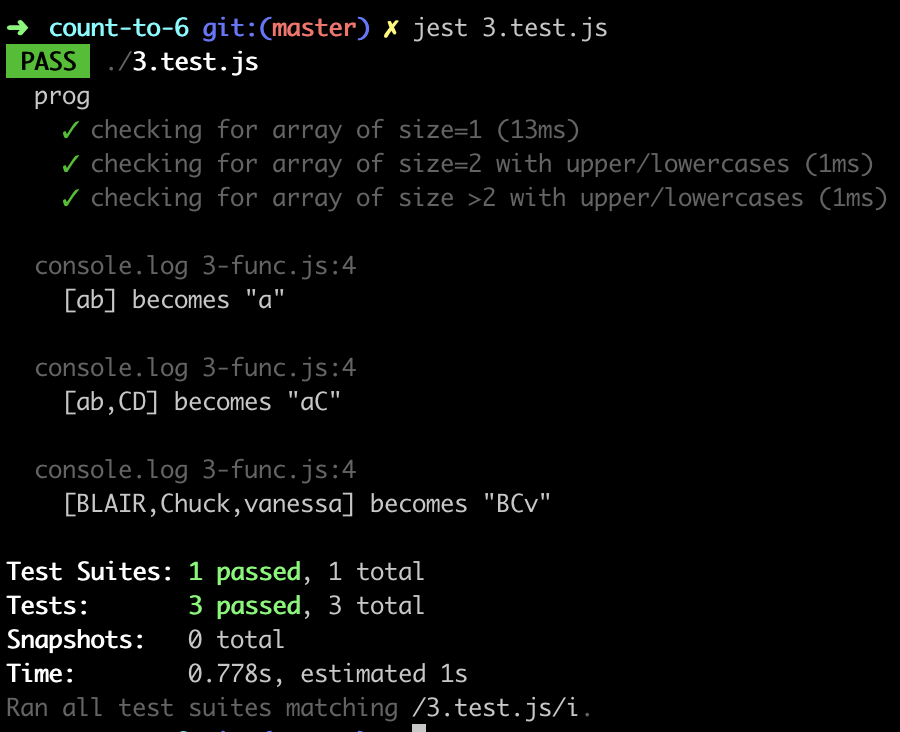 ➜ count-to-6 git:(master) ✗ jest 3.test.js
PASS ./3.test.js
prog
✓ checking for array of size=1 (13ms)
✓ checking for array of size=2 with upper/lowercases (1ms)
✓ checking for array of size >2 with upper/lowercases (1ms)
console.log 3-func.js:4
[ab] becomes "a"
console.log 3-func.js:4
[ab,CD] becomes "aC"
console.log 3-func.js:4
[BLAIR,Chuck,vanessa] becomes "BCv"
Test Suites: 1 passed, 1 total
Tests: 3 passed, 3 total
Snapshots: 0 total
Time: 0.778s, estimated 1s
Ran all test suites matching /3.test.js/i.